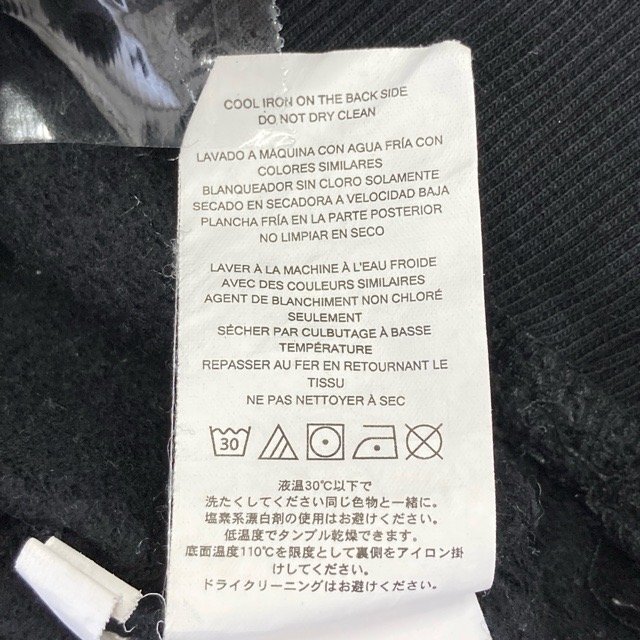 COOL IRON ON THE BACK SIDE
DO NOT DRY CLEAN
LAVADO A MAQUINA CON AGUA FRÍA CON
COLORES SIMILARES
BLANQUEADOR SIN CLORO SOLAMENTE
SECADO EN SECADORA A VELOCIDAD BAJA
PLANCHA FRÍA EN LA PARTE POSTERIOR
NO LIMPIAR EN SECO
LAVER À LA MACHINE À L'EAU FROIDE
AVEC DES COULEURS SIMILAIRES
AGENT DE BLANCHIMENT NON CHLORÉ
SEULEMENT
SÉCHER PAR CULBUTAGE À BASSE
TEMPÉRATURE
REPASSER AU FER EN RETOURNANT LE
TISSU
NE PAS NETTOYER À SEC
30
液温30℃以下で
洗たくしてください同じ色物と一緒に。
塩素系漂白剤の使用はお避けください。
低温度でタンブル乾燥できます。
底面温度110℃を限度として裏側をアイロン掛
けしてください。
ドライクリーニングはお避けください。